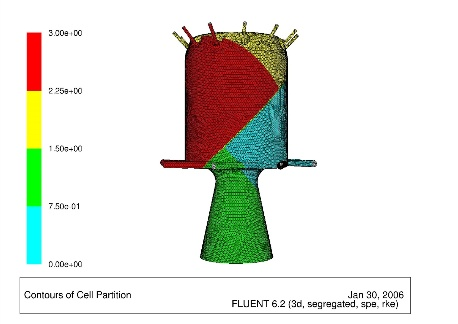 3.00e+00
2.25e+00
1.50e+00
7.50e-01
0.00e+00
Contours of Cell Partition
Jan 30, 2006
FLUENT 6.2 (3d, segregated, spe, rke)